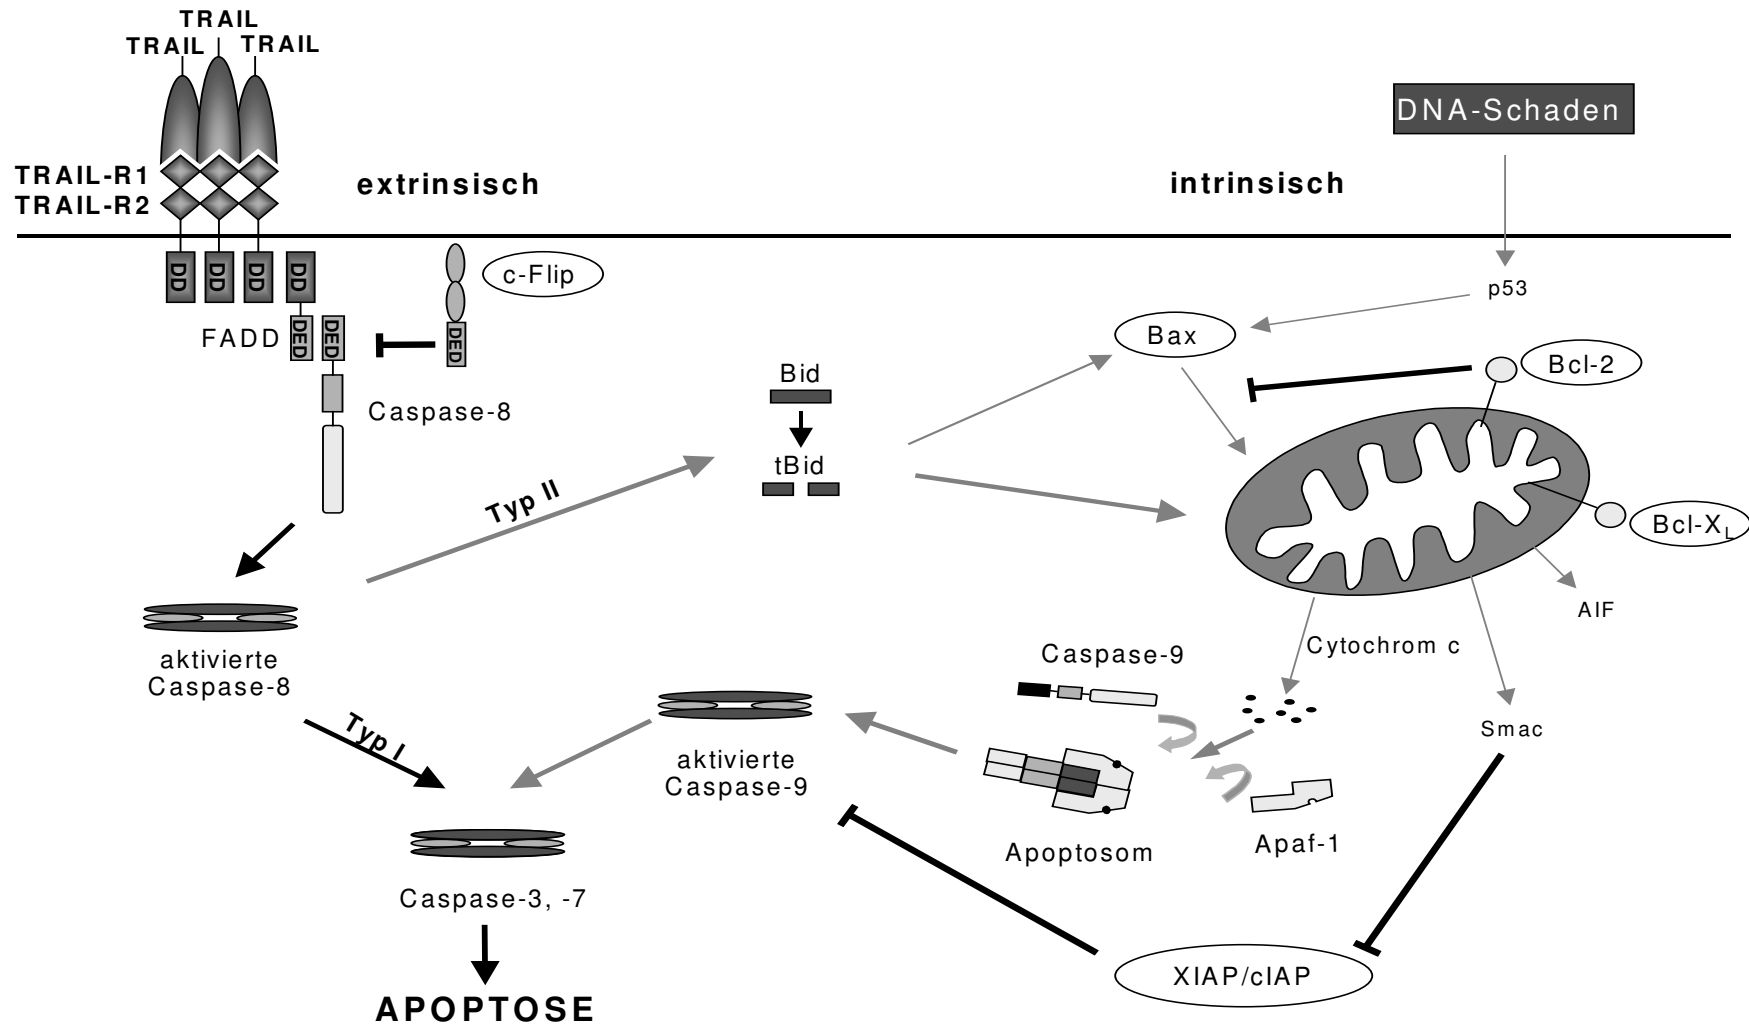 TRAIL
TRAIL TRAIL
DNA-Schaden
TRAIL-R1
TRAIL-R2
extrinsisch
intrinsisch
DD DD DD DD
c-Flip
p53
FADD
DED DED
DED
Bax
Bcl-2
Bid
Caspase-8
tBid
Typ II
Bcl-XL
AIF
Cytochrom c
Caspase-9
aktivierte
Caspase-8
Typ I
Smac
aktivierte
Caspase-9
Apoptosom
Apaf-1
Caspase-3, -7
XIAP/cIAP
APOPTOSE